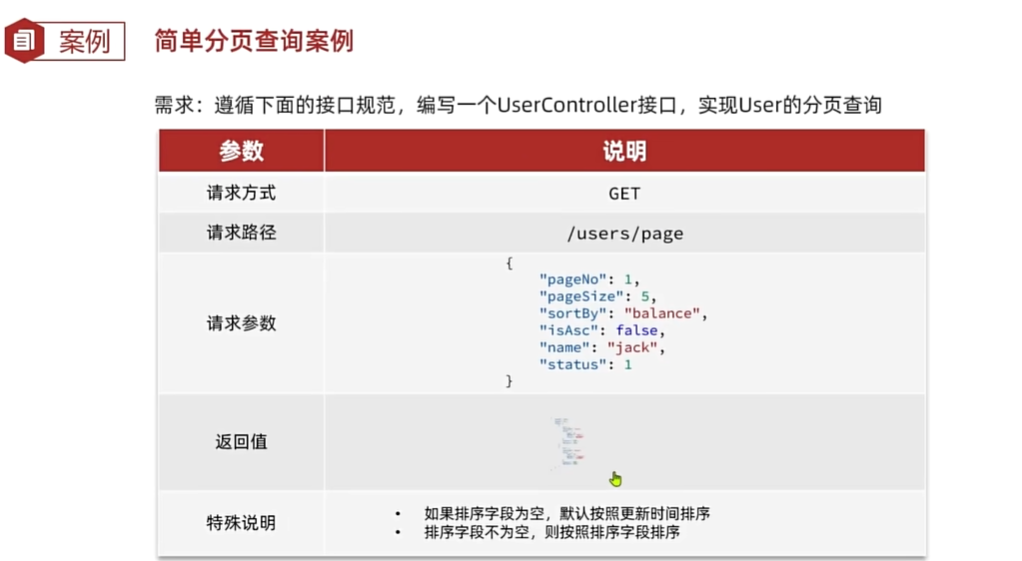 案例
简单分页查询案例
需求：遵循下面的接口规范，编写一个UserController接口，实现User的分页查询
参数 说明
请求方式 GET
请求路径 /users/page
请求参数
{
"pageNo": 1,
"pageSize": 5,
"sortBy": "balance",
"isAsc": false,
"name": "jack",
"status": 1
}
返回值
特殊说明
• 如果排序字段为空，默认按照更新时间排序
• 排序字段不为空，则按照排序字段排序